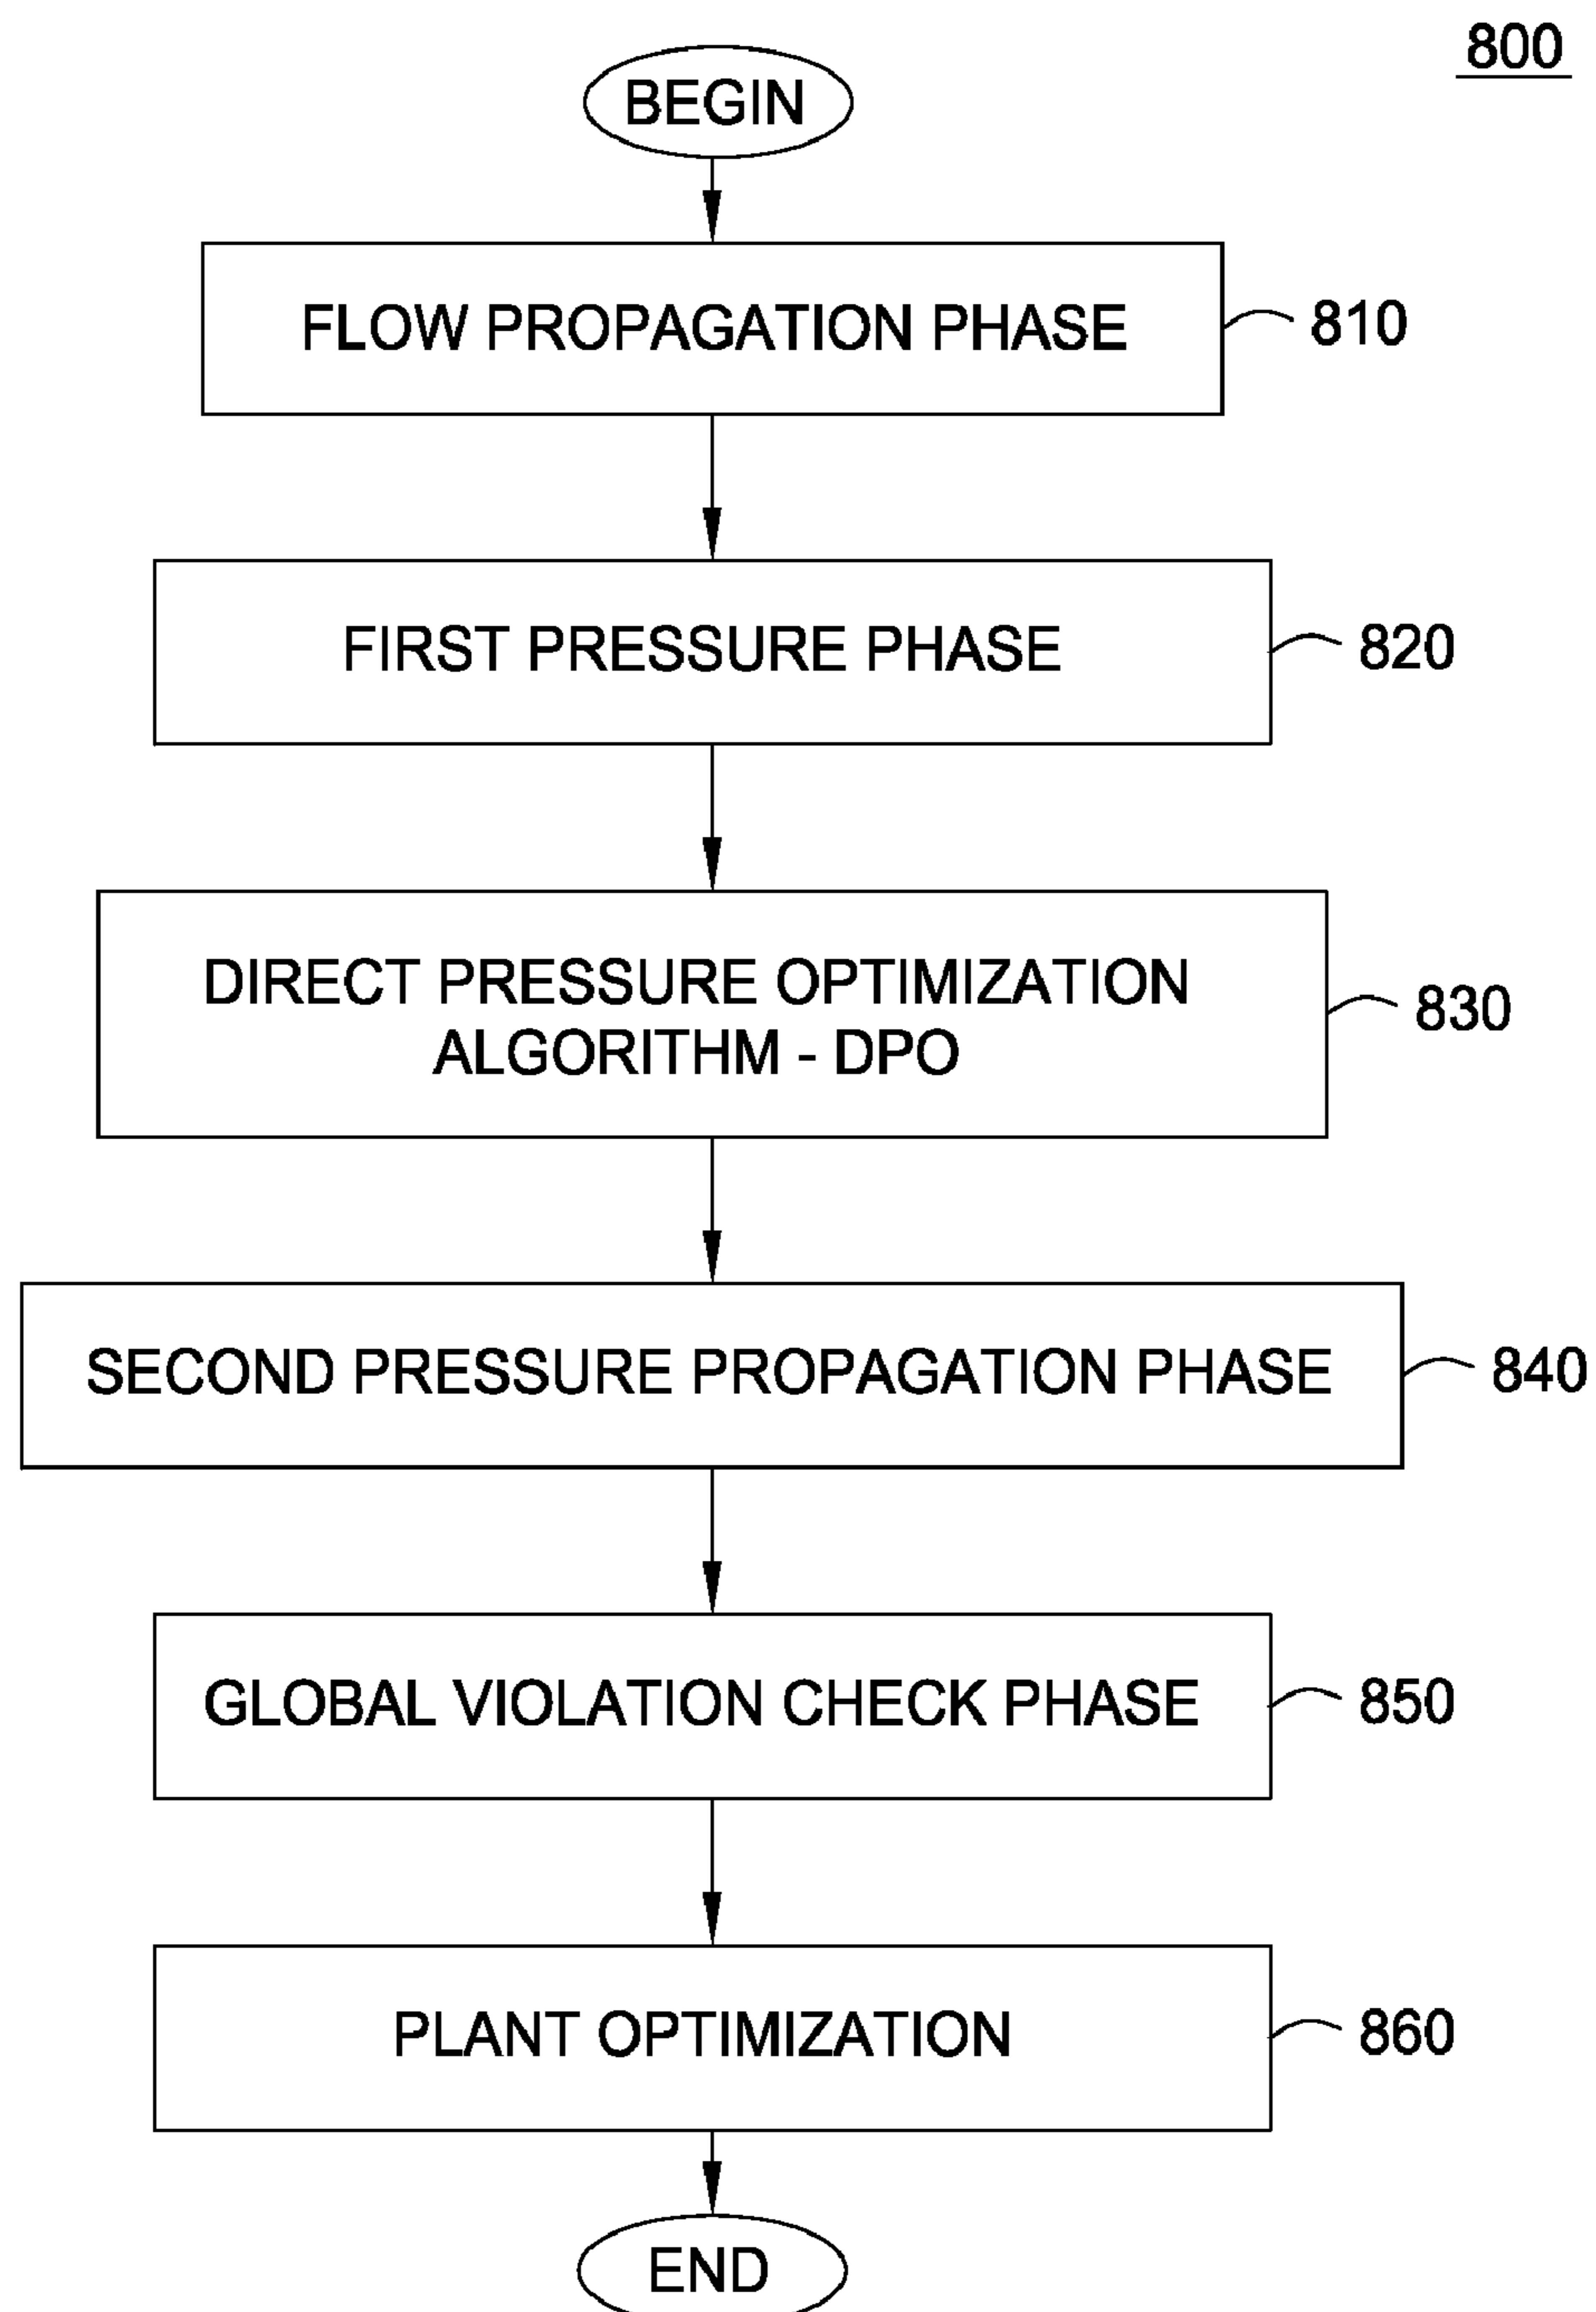 800
BEGIN
FLOW PROPAGATION PHASE
810
FIRST PRESSURE PHASE
820
DIRECT PRESSURE OPTIMIZATION
ALGORITHM - DPO
830
SECOND PRESSURE PROPAGATION PHASE
840
GLOBAL VIOLATION CHECK PHASE
850
PLANT OPTIMIZATION
860
END